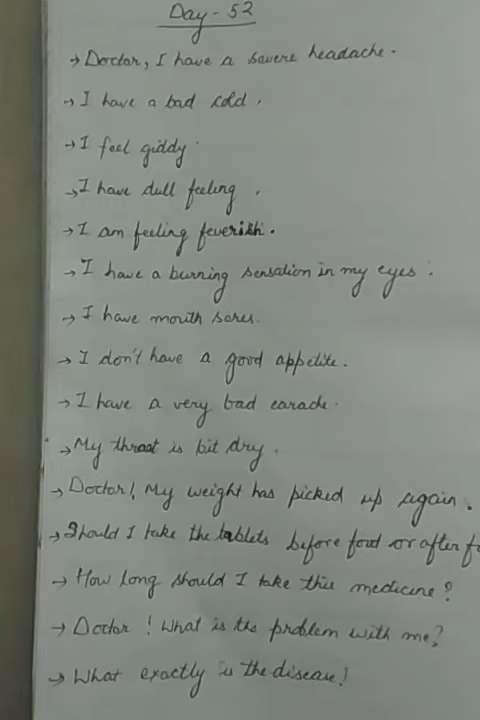 Day - 52
→ Doctor, I have a severe headache.
→ I have a bad cold.
→ I feel giddy.
→ I have dull feeling.
→ I am feeling feverish.
→ I have a burning sensation in my eyes.
→ I have mouth sores.
→ I don't have a good appetite.
→ I have a very bad earache.
→ My throat is bit dry.
→ Doctor!, My weight has picked up again.
→ Should I take the tablets before food or after
→ How long should I take this medicine?
→ Doctor! What is the problem with me?
→ What exactly is the disease!